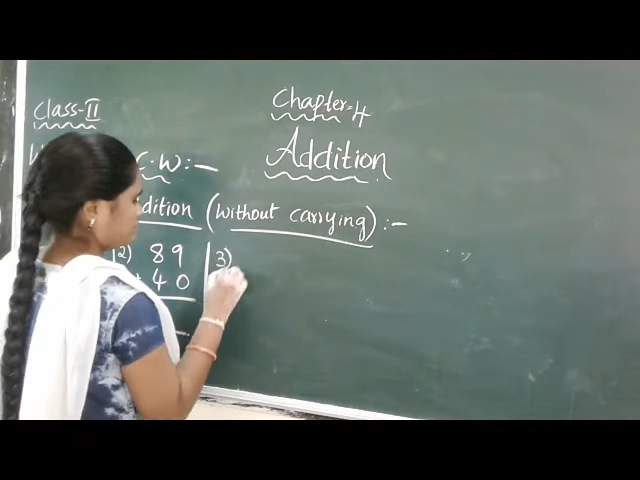 Class-II
Chapter-4
C.W:-
Addition
dition (Without carrying):-
2) 89
+ 40
3)